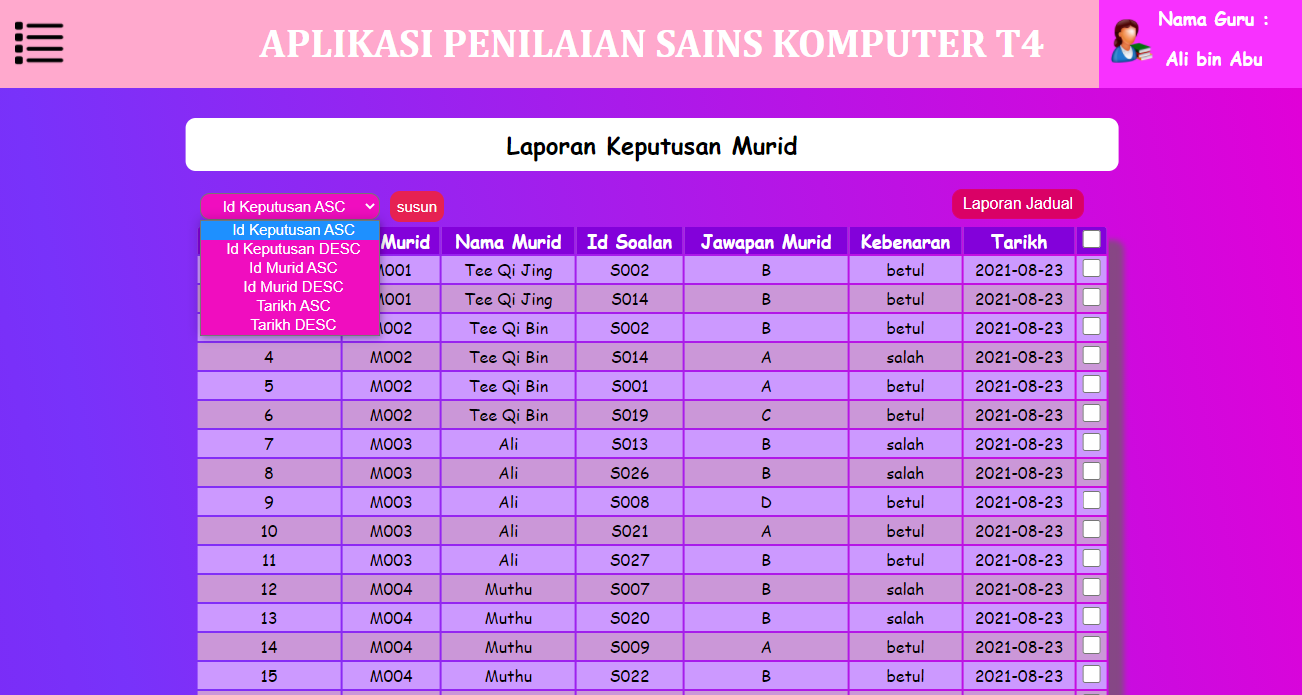 APLIKASI PENILAIAN SAINS KOMPUTER T4
Nama Guru :
Ali bin Abu
Laporan Keputusan Murid
Id Keputusan ASC
susun
Laporan Jadual
Id Keputusan ASC
Id Keputusan DESC
Id Murid ASC
Id Murid DESC
Tarikh ASC
Tarikh DESC
Murid Nama Murid Id Soalan Jawapan Murid Kebenaran Tarikh
Tee Qi Jing S002 B betul 2021-08-23
Tee Qi Jing S014 B betul 2021-08-23
Tee Qi Bin S002 B betul 2021-08-23
4 M002 Tee Qi Bin S014 A salah 2021-08-23
5 M002 Tee Qi Bin S001 A betul 2021-08-23
6 M002 Tee Qi Bin S019 C betul 2021-08-23
7 M003 Ali S013 B salah 2021-08-23
8 M003 Ali S026 B salah 2021-08-23
9 M003 Ali S008 D betul 2021-08-23
10 M003 Ali S021 A betul 2021-08-23
11 M003 Ali S027 B betul 2021-08-23
12 M004 Muthu S007 B salah 2021-08-23
13 M004 Muthu S020 B salah 2021-08-23
14 M004 Muthu S009 A betul 2021-08-23
15 M004 Muthu S022 B betul 2021-08-23